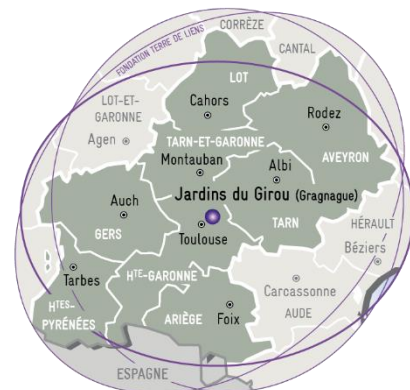 FONDATION TERRE DE LIENS
CORRÈZE
CANTAL
LOT
LOT-ET-
GARONNE
Agen
Cahors
Rodez
TARN-ET-GARONNE
Montauban
Albi
AVEYRON
Jardins du Girou (Gragnague)
Auch
GERS
Toulouse
TARN
HÉRAULT
Béziers
Tarbes
HTE-GARONNE
Carcassonne
AUDE
HTES-
PYRÉNÉES
ARIÈGE
Foix
ESPAGNE